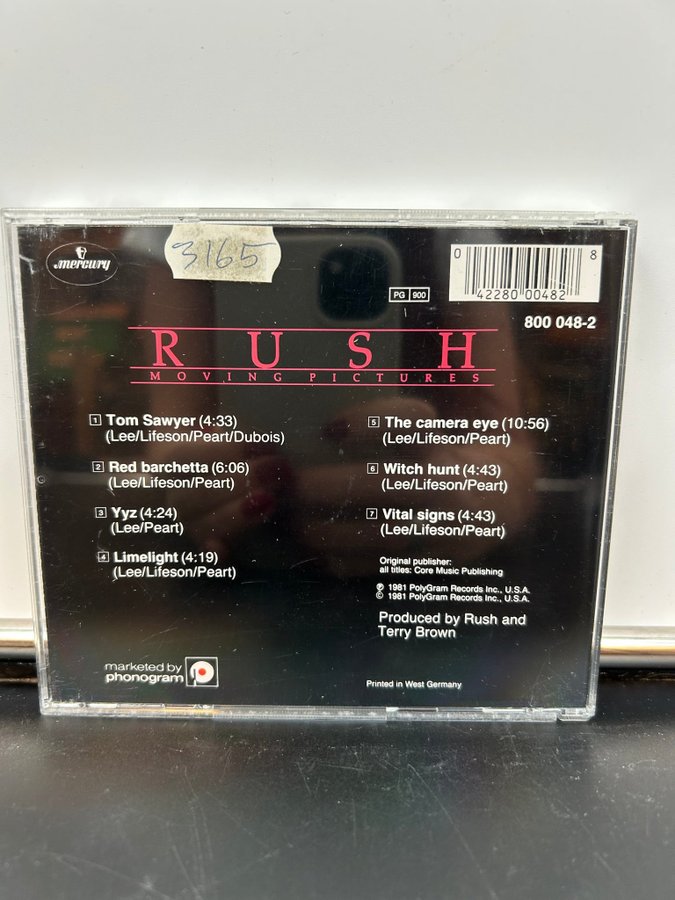 mercury
3165
0 8
42280 00482
PG 900
800 048-2
RUSH
MOVING PICTURES
1 Tom Sawyer (4:33)
(Lee/Lifeson/Peart/Dubois)
2 Red barchetta (6:06)
(Lee/Lifeson/Peart)
3 Yyz (4:24)
(Lee/Peart)
4 Limelight (4:19)
(Lee/Lifeson/Peart)
5 The camera eye (10:56)
(Lee/Lifeson/Peart)
6 Witch hunt (4:43)
(Lee/Lifeson/Peart)
7 Vital signs (4:43)
(Lee/Lifeson/Peart)
Original publisher:
all titles: Core Music Publishing
℗ 1981 PolyGram Records Inc., U.S.A.
© 1981 PolyGram Records Inc., U.S.A.
Produced by Rush and
Terry Brown
marketed by
phonogram
Printed in West Germany